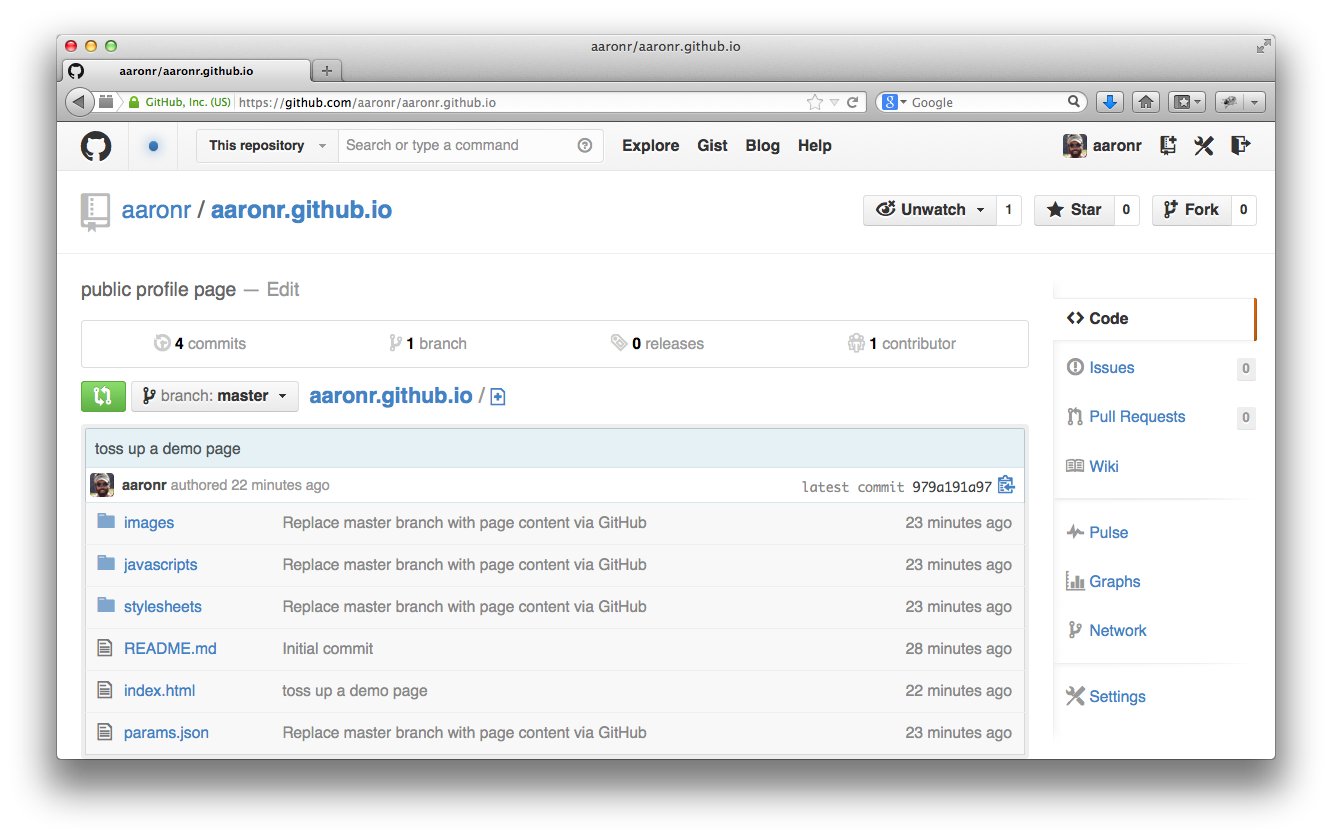 aaronr/aaronr.github.io
aaronr/aaronr.github.io
GitHub, Inc. (US) https://github.com/aaronr/aaronr.github.io
Google
This repository Search or type a command Explore Gist Blog Help aaronr
aaronr / aaronr.github.io Unwatch 1 Star 0 Fork 0
public profile page — Edit
4 commits 1 branch 0 releases 1 contributor
branch: master aaronr.github.io /
toss up a demo page
aaronr authored 22 minutes ago latest commit 979a191a97
images Replace master branch with page content via GitHub 23 minutes ago
javascripts Replace master branch with page content via GitHub 23 minutes ago
stylesheets Replace master branch with page content via GitHub 23 minutes ago
README.md Initial commit 28 minutes ago
index.html toss up a demo page 22 minutes ago
params.json Replace master branch with page content via GitHub 23 minutes ago
Code
Issues 0
Pull Requests 0
Wiki
Pulse
Graphs
Network
Settings